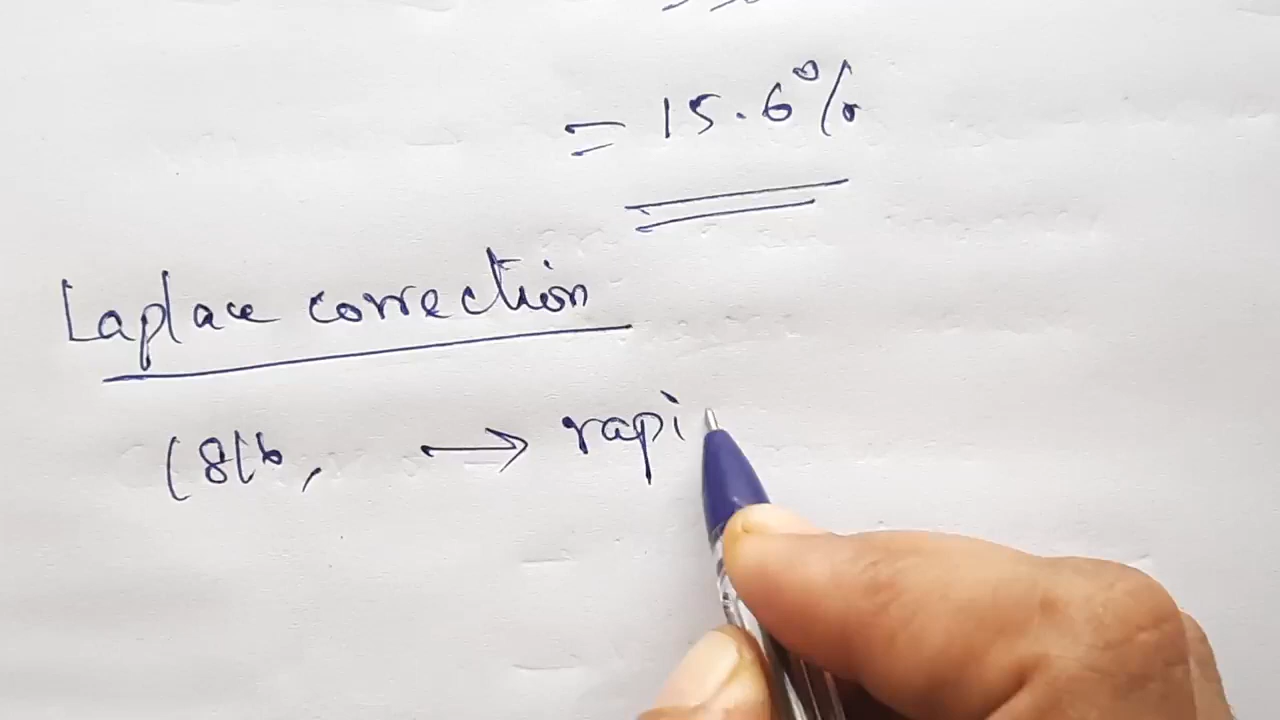 = 15.6%
Laplace correction
1816, → rapi